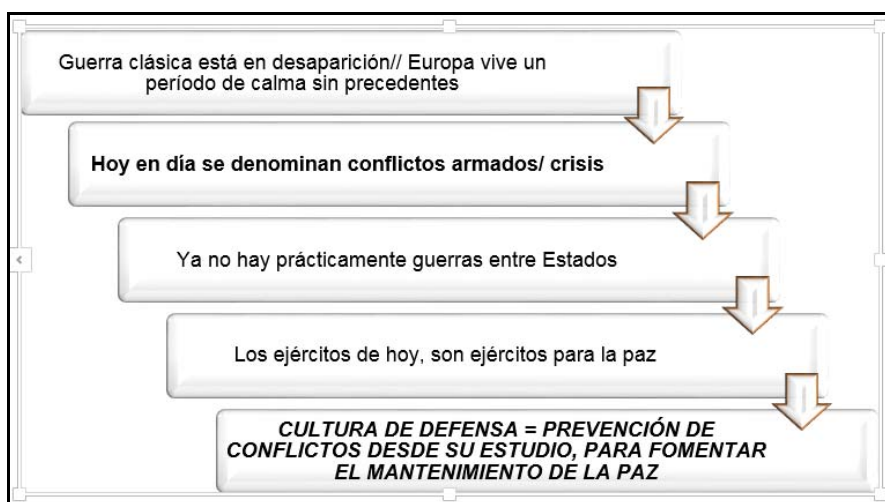 Guerra clásica está en desaparición// Europa vive un
período de calma sin precedentes
Hoy en día se denominan conflictos armados/ crisis
Ya no hay prácticamente guerras entre Estados
Los ejércitos de hoy, son ejércitos para la paz
CULTURA DE DEFENSA = PREVENCIÓN DE
CONFLICTOS DESDE SU ESTUDIO, PARA FOMENTAR
EL MANTENIMIENTO DE LA PAZ